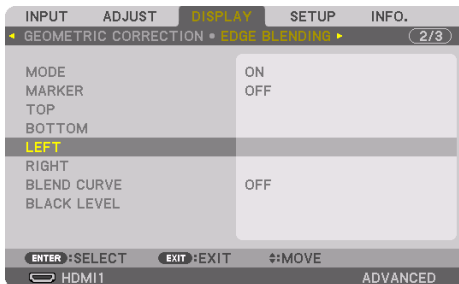 INPUT ADJUST DISPLAY SETUP INFO.
GEOMETRIC CORRECTION • EDGE BLENDING 2/3
MODE ON
MARKER OFF
TOP
BOTTOM
LEFT
RIGHT
BLEND CURVE OFF
BLACK LEVEL
ENTER :SELECT EXIT :EXIT :MOVE
HDMI1 ADVANCED